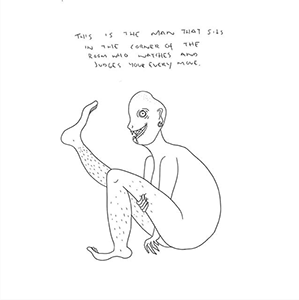 THIS IS THE MAN THAT SITS
IN THE CORNER OF THE
ROOM WHO WATCHES AND
JUDGES YOUR EVERY MOVE.